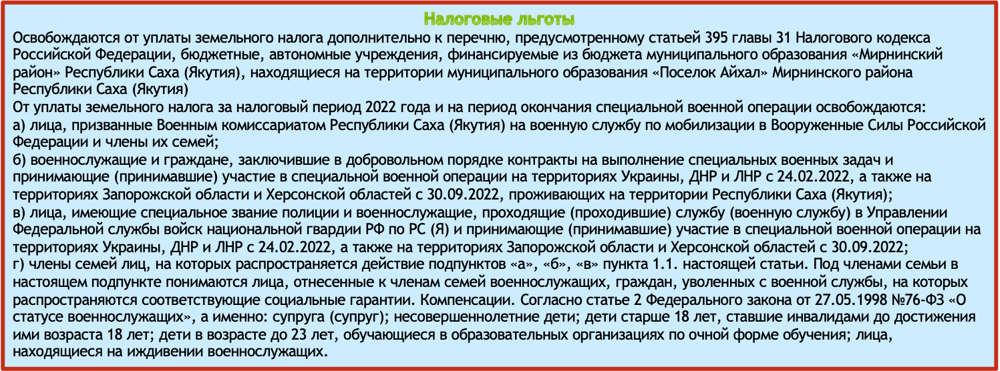 Налоговые льготы
Освобождаются от уплаты земельного налога дополнительно к перечню, предусмотренному статьей 395 главы 31 Налогового кодекса
Российской Федерации, бюджетные, автономные учреждения, финансируемые из бюджета муниципального образования «Мирнинский
район» Республики Саха (Якутия), находящиеся на территории муниципального образования «Поселок Айхал» Мирнинского района
Республики Саха (Якутия)
От уплаты земельного налога за налоговый период 2022 года и на период окончания специальной военной операции освобождаются:
а) лица, призванные Военным комиссариатом Республики Саха (Якутия) на военную службу по мобилизации в Вооруженные Силы Российской
Федерации и члены их семей;
б) военнослужащие и граждане, заключившие в добровольном порядке контракты на выполнение специальных военных задач и
принимающие (принимавшие) участие в специальной военной операции на территориях Украины, ДНР и ЛНР с 24.02.2022, а также на
территориях Запорожской области и Херсонской областей с 30.09.2022, проживающих на территории Республики Саха (Якутия);
в) лица, имеющие специальное звание полиции и военнослужащие, проходящие (проходившие) службу (военную службу) в Управлении
Федеральной службы войск национальной гвардии РФ по РС (Я) и принимающие (принимавшие) участие в специальной военной операции на
территориях Украины, ДНР и ЛНР с 24.02.2022, а также на территориях Запорожской области и Херсонской областей с 30.09.2022;
г) члены семей лиц, на которых распространяется действие подпунктов «а», «б», «в» пункта 1.1. настоящей статьи. Под членами семьи в
настоящем подпункте понимаются лица, отнесенные к членам семей военнослужащих, граждан, уволенных с военной службы, на которых
распространяются соответствующие социальные гарантии. Компенсации. Согласно статье 2 Федерального закона от 27.05.1998 №76-ФЗ «О
статусе военнослужащих», а именно: супруга (супруг); несовершеннолетние дети; дети старше 18 лет, ставшие инвалидами до достижения
ими возраста 18 лет; дети в возрасте до 23 лет, обучающиеся в образовательных организациях по очной форме обучения; лица,
находящиеся на иждивении военнослужащих.